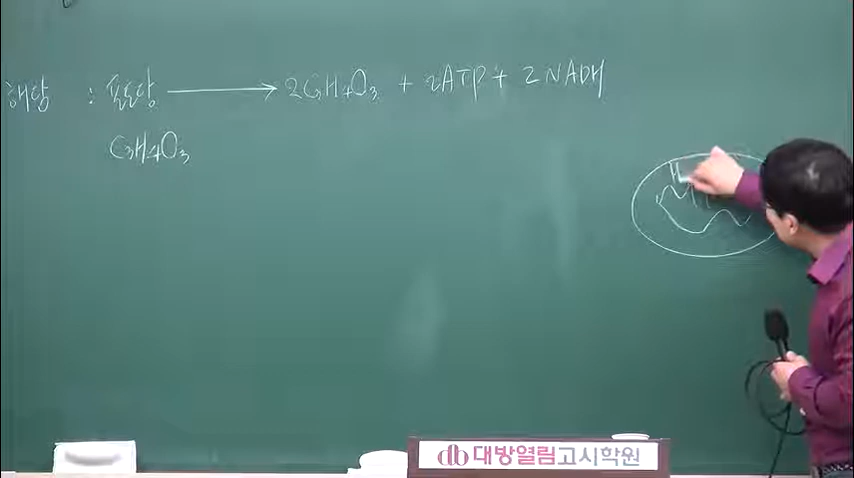 해당 : 포도당 → 2C3H4O3 + 2ATP + 2NADH
C3H4O3
H
db 대방열림고시학원